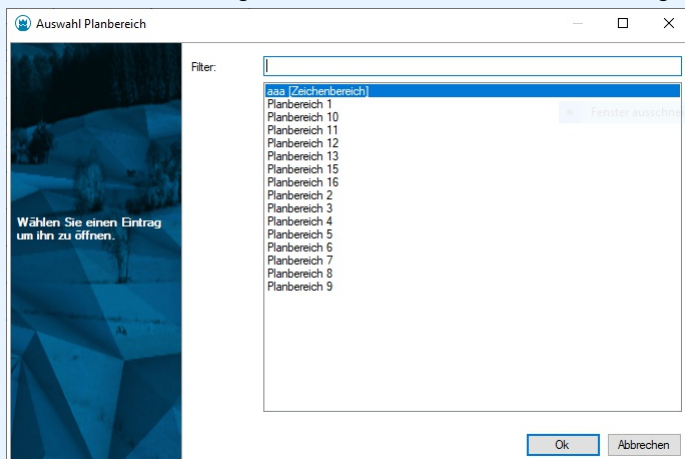 Auswahl Planbereich
Filter:
aaa [Zeichenbereich]
Planbereich 1
Planbereich 10
Planbereich 11
Planbereich 12
Planbereich 13
Planbereich 15
Planbereich 16
Planbereich 2
Planbereich 3
Planbereich 4
Planbereich 5
Planbereich 6
Planbereich 7
Planbereich 8
Planbereich 9
Fenster ausschne
Wählen Sie einen Eintrag
um ihn zu öffnen.
Ok
Abbrechen